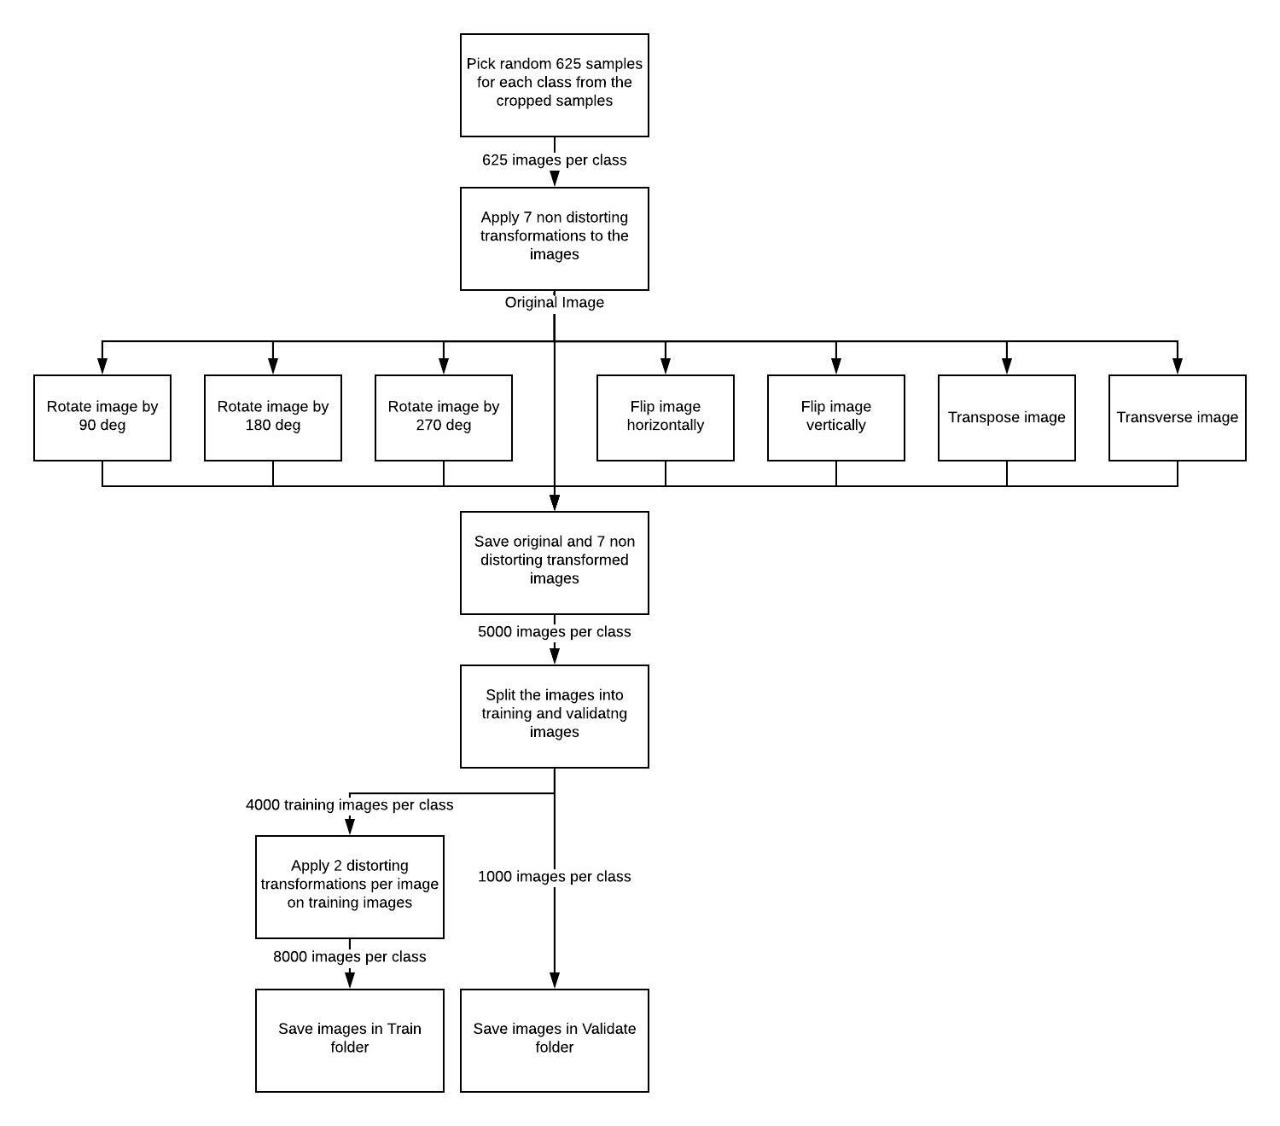 Pick random 625 samples
for each class from the
cropped samples
625 images per class
Apply 7 non distorting
transformations to the
images
Original Image
Rotate image by
90 deg
Rotate image by
180 deg
Rotate image by
270 deg
Flip image
horizontally
Flip image
vertically
Transpose image
Transverse image
Save original and 7 non
distorting transformed
images
5000 images per class
Split the images into
training and validatng
images
4000 training images per class
Apply 2 distorting
transformations per image
on training images
1000 images per class
8000 images per class
Save images in Train
folder
Save images in Validate
folder